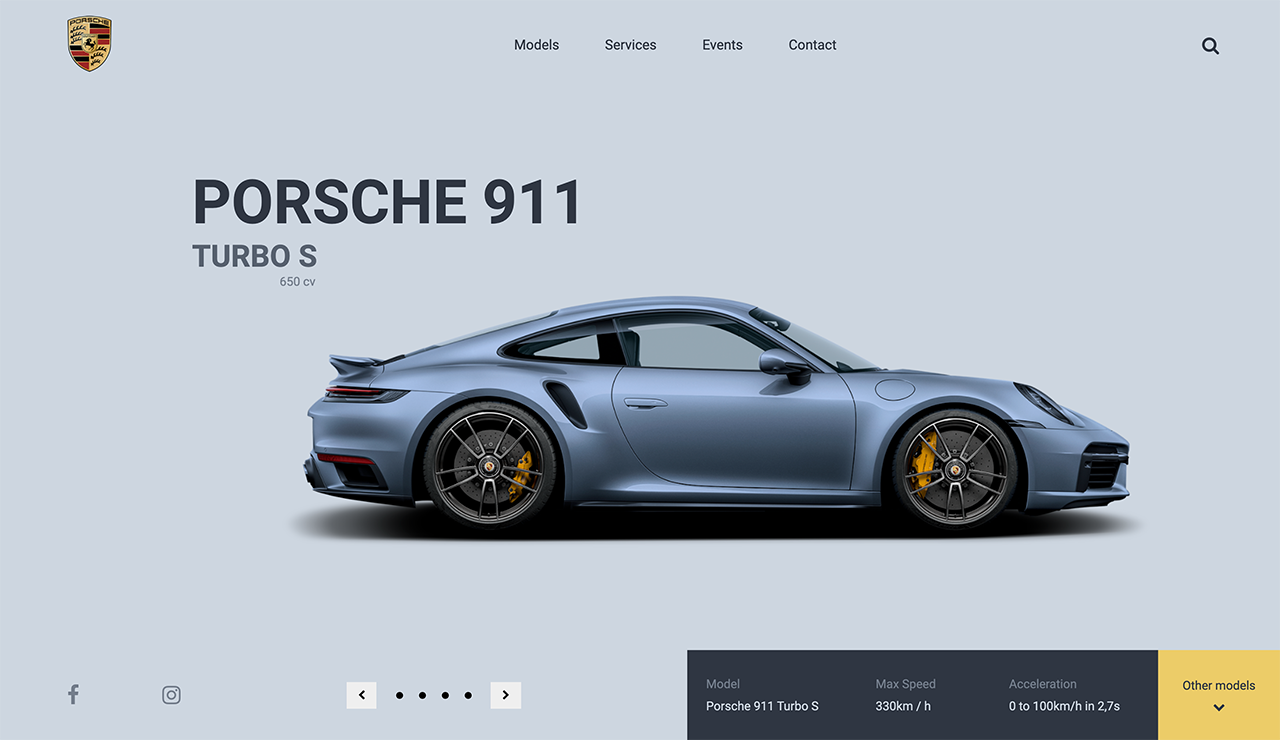 PORSCHE
Models Services Events Contact
PORSCHE 911
TURBO S
650 cv
Model Max Speed Acceleration
Porsche 911 Turbo S 330km / h 0 to 100km/h in 2,7s
Other models